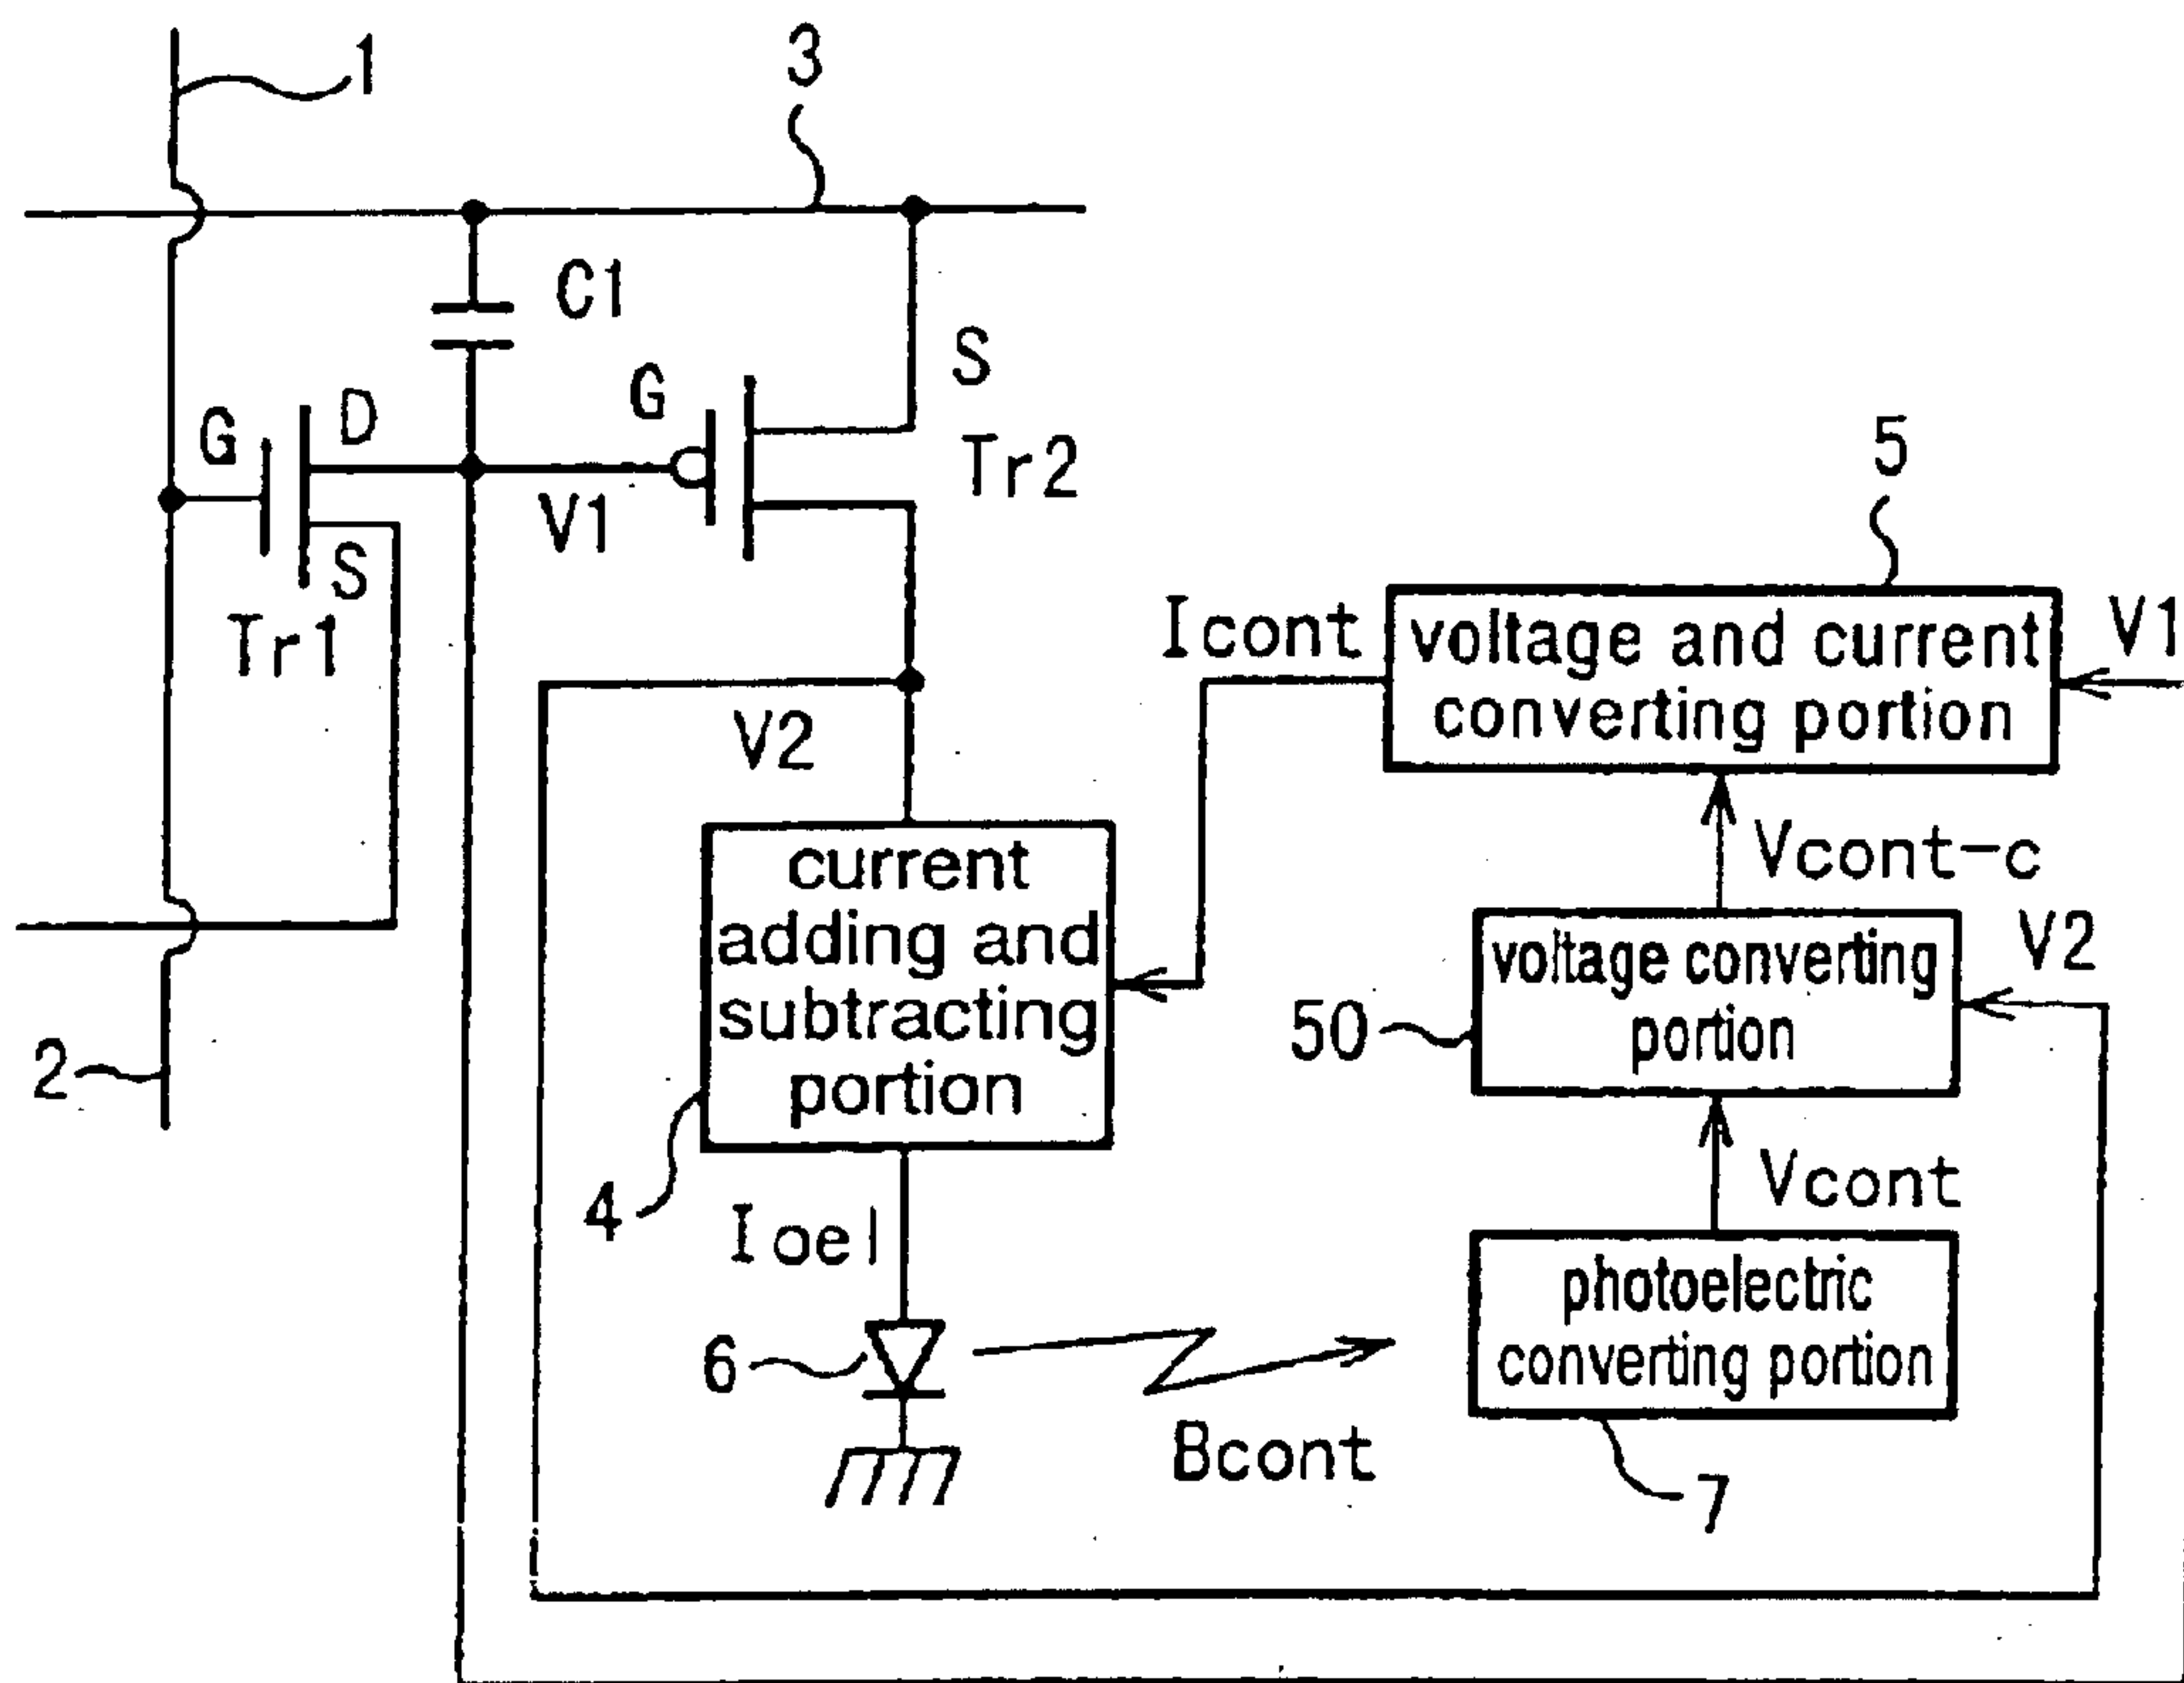 1
3
C1
S
G
D
G
Tr2
V1
S
Tr1
5
Icont
voltage and current
converting portion
V1
V2
current
adding and
subtracting
portion
Vcont-c
voltage converting
portion
V2
50
2
4
Ioel
Vcont
photoelectric
converting portion
6
Bcont
7